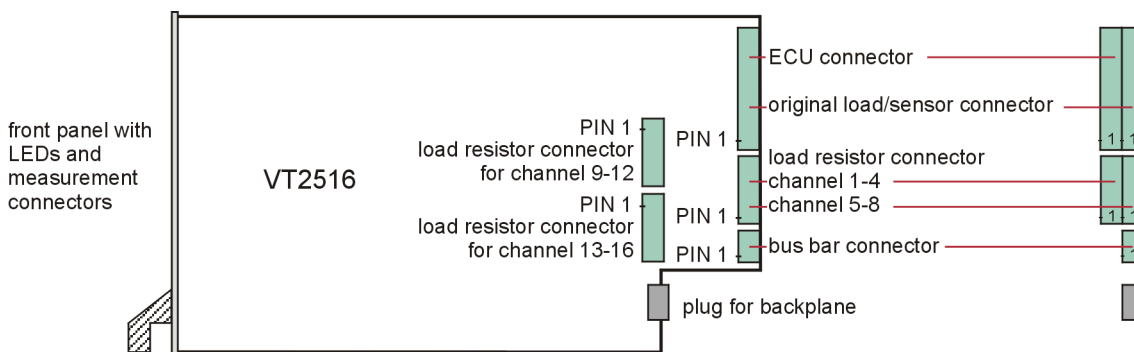 front panel with
LEDs and
measurement
connectors
VT2516
PIN 1
load resistor connector
for channel 9-12
PIN 1
load resistor connector
for channel 13-16
ECU connector
original load/sensor connector
PIN 1
load resistor connector
channel 1-4
channel 5-8
PIN 1
bus bar connector
PIN 1
plug for backplane
1 1
1 1
1